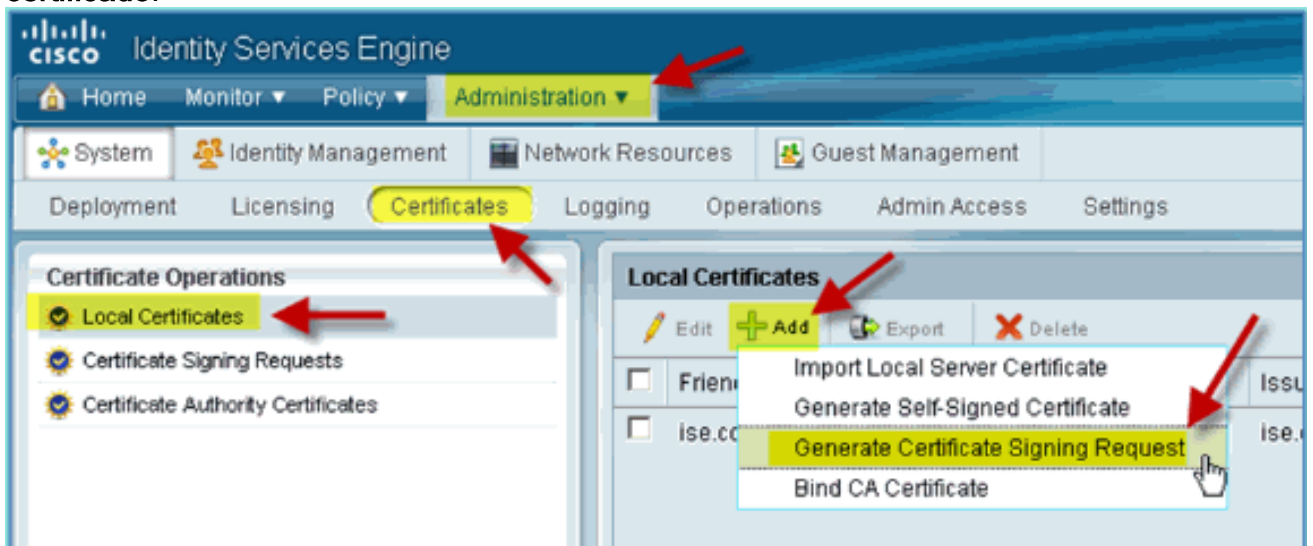 certificado.
CISCO Identity Services Engine
Home Monitor ▼ Policy ▼ Administration ▼
System Identity Management Network Resources Guest Management
Deployment Licensing Certificates Logging Operations Admin Access Settings
Certificate Operations
Local Certificates
Certificate Signing Requests
Certificate Authority Certificates
Local Certificates
Edit Add Export Delete
Import Local Server Certificate
Generate Self-Signed Certificate
Generate Certificate Signing Request
Bind CA Certificate